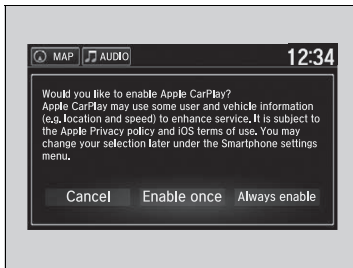 MAP AUDIO 12:34
Would you like to enable Apple CarPlay?
Apple CarPlay may use some user and vehicle information
(e.g. location and speed) to enhance service. It is subject to
the Apple Privacy policy and iOS terms of use. You may
change your selection later under the Smartphone settings
menu.
Cancel Enable once Always enable